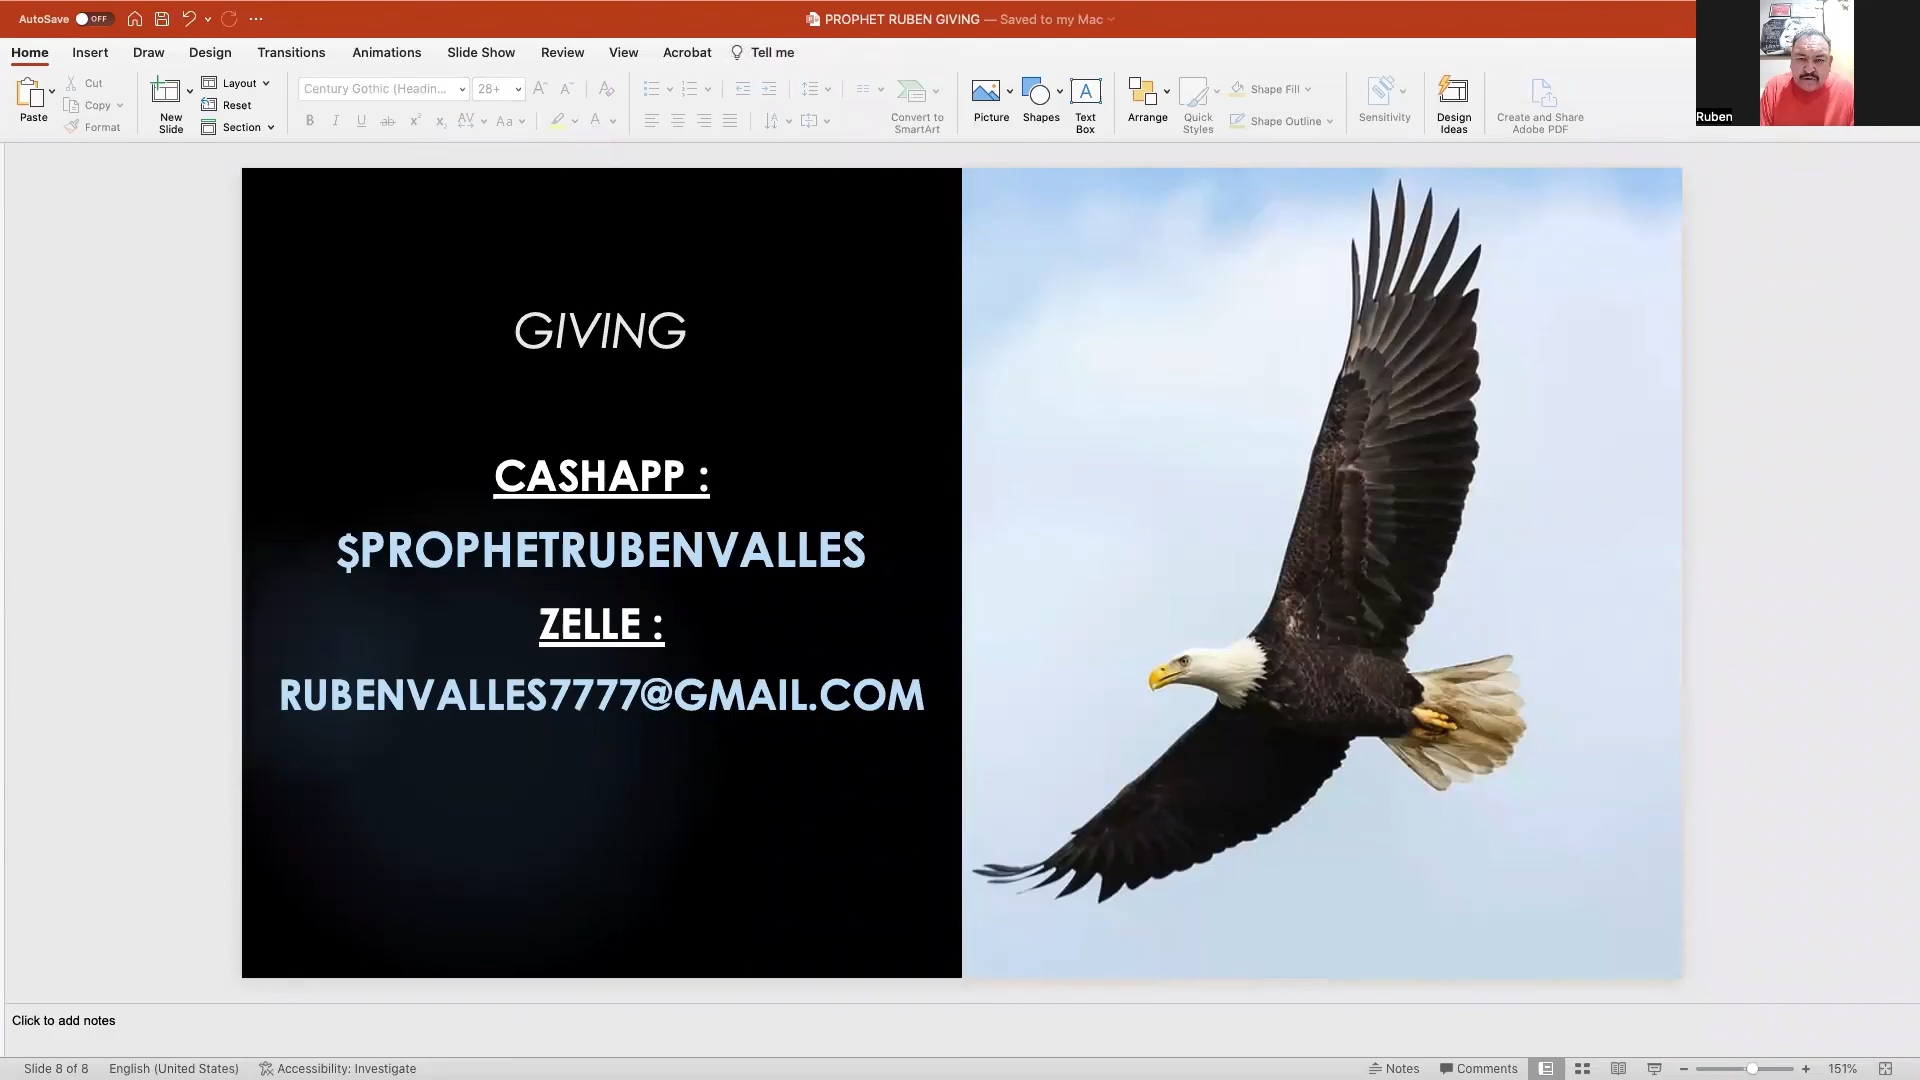 AutoSave OFF
PROPHET RUBEN GIVING — Saved to my Mac
Home Insert Draw Design Transitions Animations Slide Show Review View Acrobat Tell me
Paste
Cut
Copy
Format
New Slide
Layout
Reset
Section
Century Gothic (Headin... 28+
Convert to SmartArt
Picture
Shapes
Text Box
Arrange
Quick Styles
Shape Fill
Shape Outline
Sensitivity
Design Ideas
Create and Share Adobe PDF
Ruben
GIVING
CASHAPP :
$PROPHETRUBENVALLES
ZELLE :
RUBENVALLES7777@GMAIL.COM
Click to add notes
Slide 8 of 8 English (United States) Accessibility: Investigate Notes Comments 151%